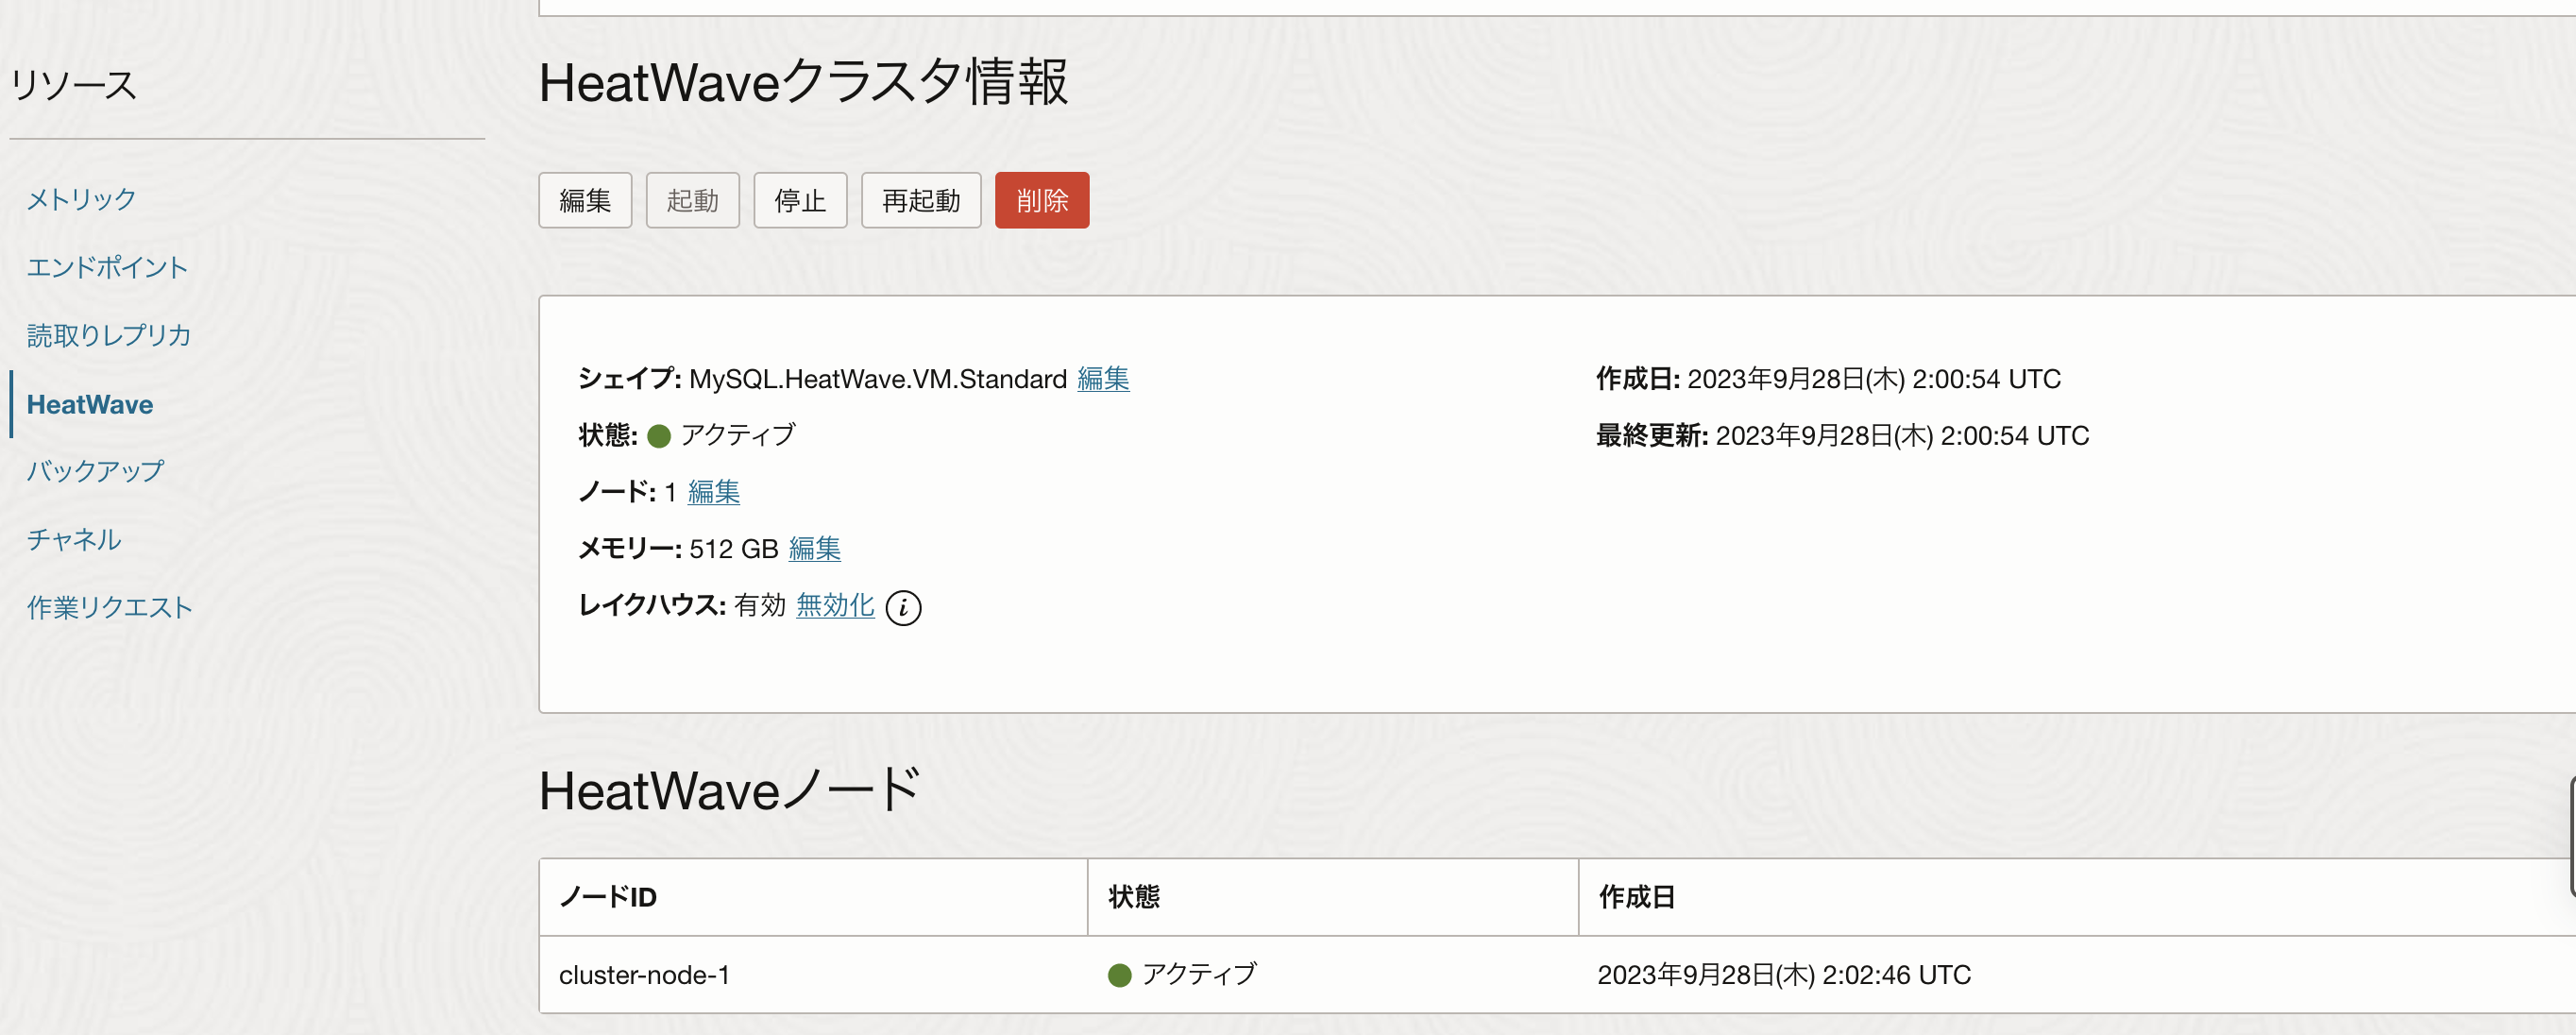 リソース
メトリック
エンドポイント
読取りレプリカ
HeatWave
バックアップ
チャネル
作業リクエスト
HeatWaveクラスタ情報
編集 起動 停止 再起動 削除
シェイプ: MySQL.HeatWave.VM.Standard 編集
状態: アクティブ
ノード: 1 編集
メモリー: 512 GB 編集
レイクハウス: 有効 無効化 i
作成日: 2023年9月28日(木) 2:00:54 UTC
最終更新: 2023年9月28日(木) 2:00:54 UTC
HeatWaveノード
ノードID 状態 作成日
cluster-node-1 アクティブ 2023年9月28日(木) 2:02:46 UTC